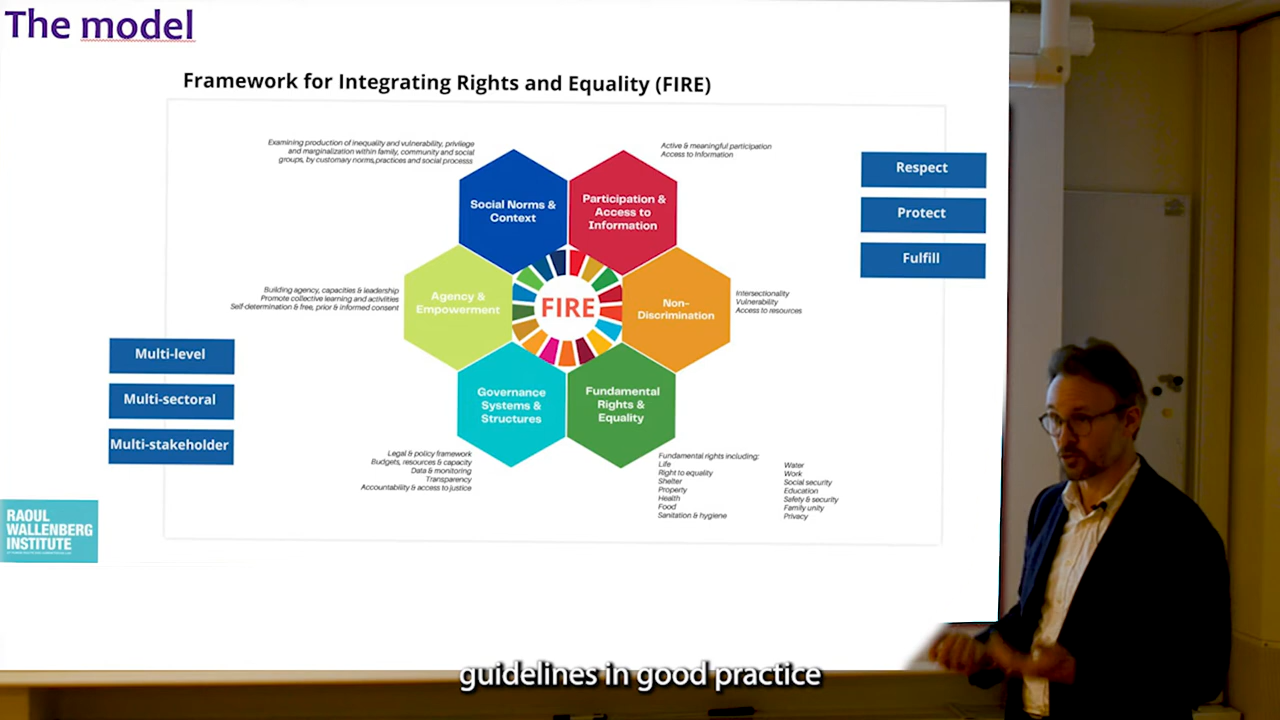 The model
Framework for Integrating Rights and Equality (FIRE)
Examining production of inequality and vulnerability, privilege
and marginalization within family, community and social
groups, by customary norms,practices and social processs
Active & meaningful participation
Access to Information
Social Norms &
Context
Participation &
Access to
Information
Respect
Protect
Fulfill
Building agency, capacities & leadership
Promote collective learning and activities
Self-determination & free, prior & informed consent
Agency &
Empowerment
FIRE
Non-
Discrimination
Intersectionality
Vulnerability
Access to resources
Multi-level
Multi-sectoral
Multi-stakeholder
Governance
Systems &
Structures
Fundamental
Rights &
Equality
Legal & policy framework
Budgets, resources & capacity
Data & monitoring
Transparency
Accountability & access to justice
Fundamental rights including:
Life
Right to equality
Shelter
Property
Health
Food
Sanitation & hygiene
Water
Work
Social security
Education
Safety & security
Family unity
Privacy
RAOUL
WALLENBERG
INSTITUTE
guidelines in good practice